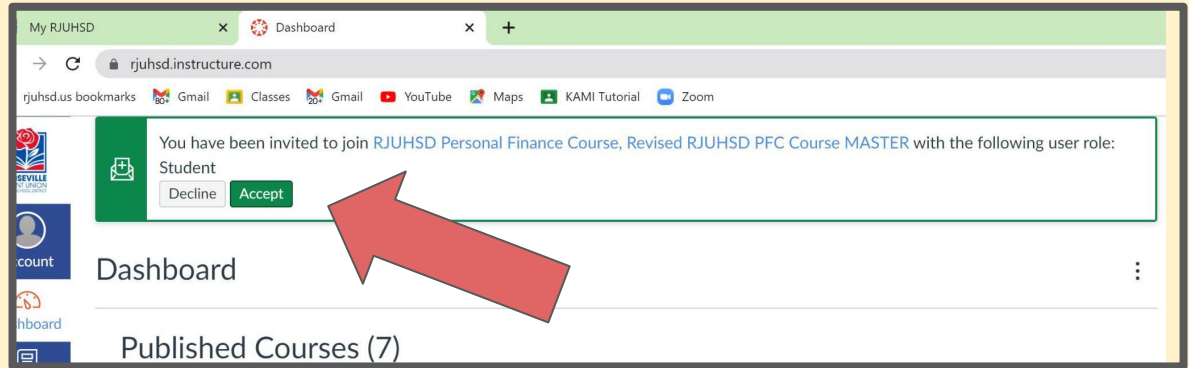 My RJUHSD
Dashboard
rjuhsd.instructure.com
rjuhsd.us bookmarks 80+ Gmail Classes 20+ Gmail YouTube Maps KAMI Tutorial Zoom
You have been invited to join RJUHSD Personal Finance Course, Revised RJUHSD PFC Course MASTER with the following user role:
Student
Decline Accept
Dashboard
Published Courses (7)